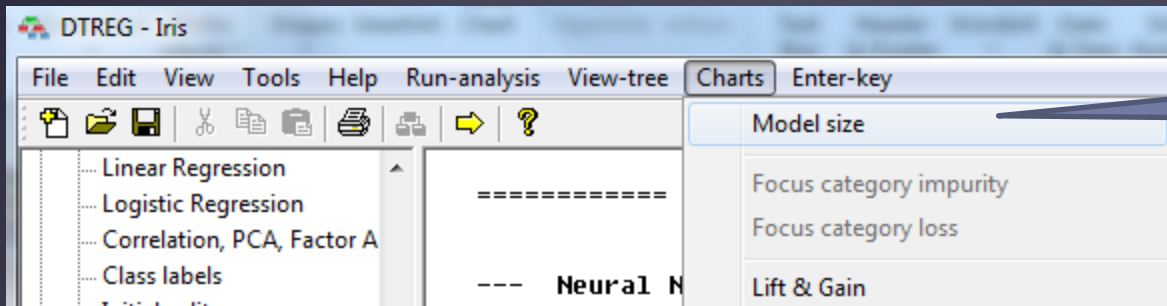 DTREG - Iris
File Edit View Tools Help Run-analysis View-tree Charts Enter-key
Model size
Linear Regression
============
Focus category impurity
Logistic Regression
Focus category loss
Correlation, PCA, Factor A
Class labels
--- Neural N
Lift & Gain